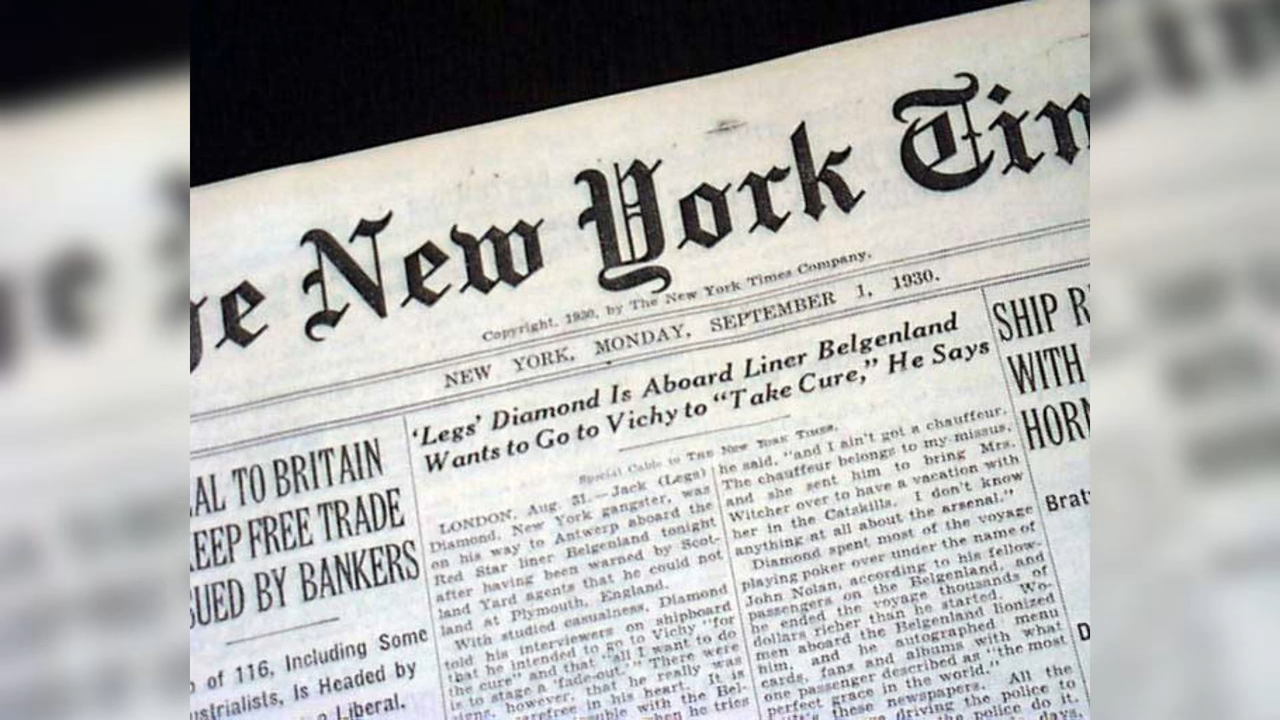 he New York Tim
Copyright, 1930, by The New York Times Company.
NEW YORK, MONDAY, SEPTEMBER 1, 1930.
AL TO BRITAIN
EEP FREE TRADE
UED BY BANKERS
of 116, Including Some
ustrialists, Is Headed by
a Liberal.
'Legs' Diamond Is Aboard Liner Belgenland
Wants to Go to Vichy to "Take Cure," He Says
Special Cable to THE NEW YORK TIMES.
LONDON, Aug. 31.—Jack (Legs)
Diamond, New York gangster, was
on his way to Antwerp aboard the
Red Star liner Belgenland tonight
after having been warned by Scot-
land Yard agents that he could not
land at Plymouth, England.
With studied casualness, Diamond
told his interviewers on shipboard
that he intended to go to Vichy "for
the cure" and that "all I want to do
is to stage a 'fade-out.'" There were
signs, however, that he really was
carefree in his heart. It is
ouble with the Bel-
hen he tries
he said, "and I ain't got a chauffeur.
The chauffeur belongs to my missus,
and she sent him to bring Mrs.
Witcher over to have a vacation with
her in the Catskills. I don't know
anything at all about the arsenal."
Diamond spent most of the voyage
playing poker over under the name of
John Nolan, according to his fellow-
passengers on the Belgenland, and
he ended the voyage thousands of
dollars richer than he started. Wo-
men aboard the Belgenland lionized
him, and he autographed menu
cards, fans and albums with what
one passenger described as "the most
perfect grace in the world."
"It's these newspapers. All the
driving the police to
the police do it.
says.
SHIP R
WITH
HORN
Brat
D